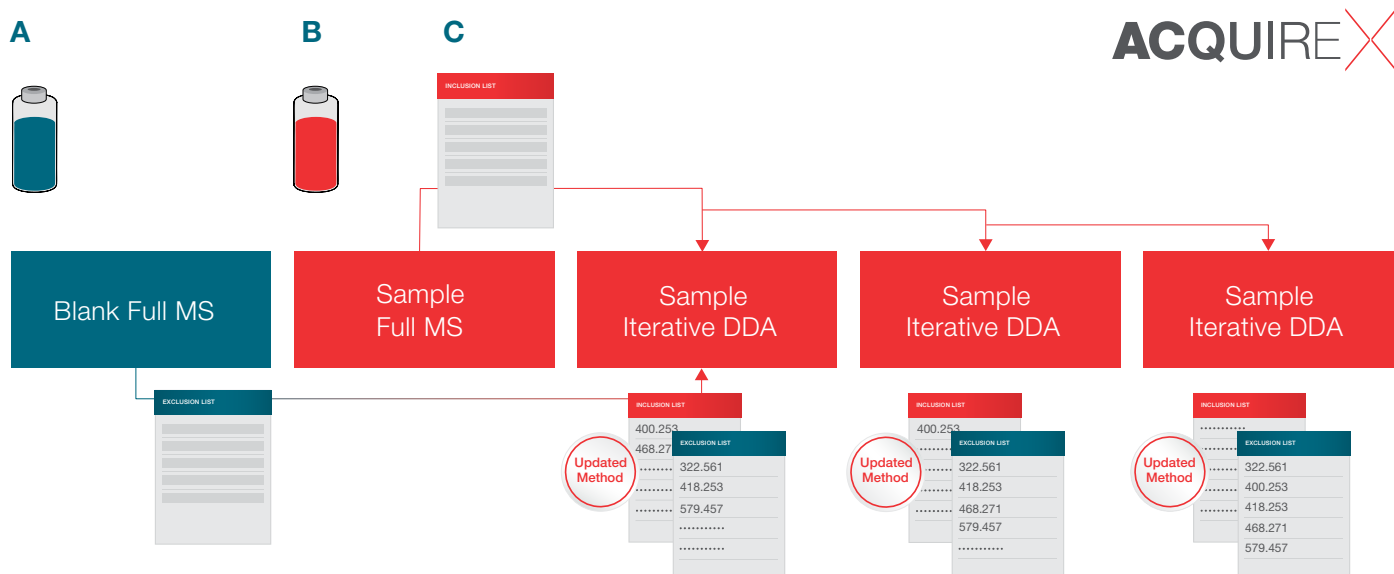 A
B
C
ACQUIREX
INCLUSION LIST
Blank Full MS
Sample
Full MS
Sample
Iterative DDA
Sample
Iterative DDA
Sample
Iterative DDA
EXCLUSION LIST
INCLUSION LIST
400.253
468.27
Updated
Method
EXCLUSION LIST
322.561
418.253
579.457
...........
...........
INCLUSION LIST
400.253
Updated
Method
EXCLUSION LIST
322.561
418.253
468.271
579.457
...........
INCLUSION LIST
...........
Updated
Method
EXCLUSION LIST
322.561
400.253
418.253
468.271
579.457